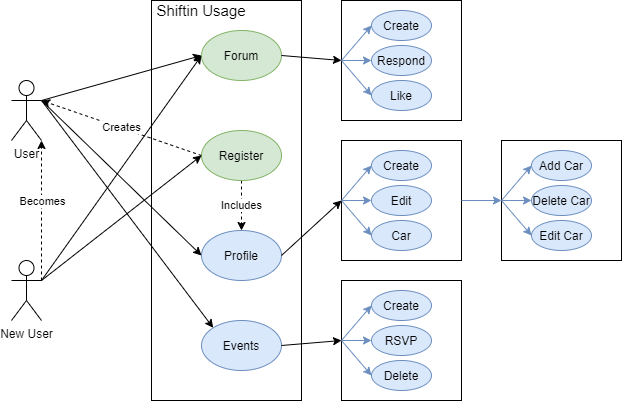 Shiftin Usage
Forum
Create
Respond
Like
User
Creates
Register
Becomes
Includes
Create
Edit
Car
Add Car
Delete Car
Edit Car
Profile
New User
Events
Create
RSVP
Delete